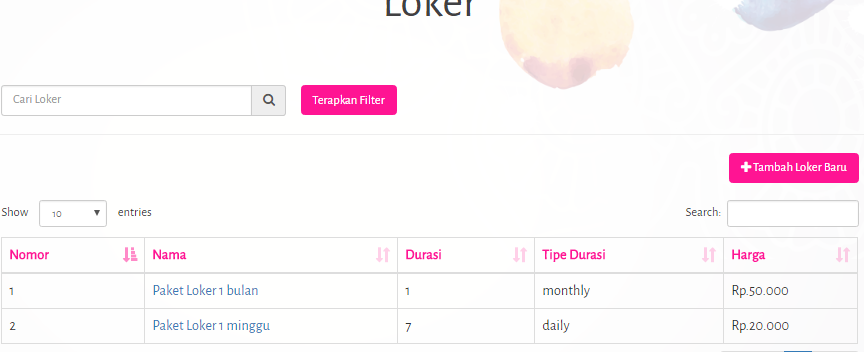 Loker
Cari Loker
Terapkan Filter
Tambah Loker Baru
Show 10 entries
Search:
Nomor Nama Durasi Tipe Durasi Harga
1 Paket Loker 1 bulan 1 monthly Rp.50.000
2 Paket Loker 1 minggu 7 daily Rp.20.000